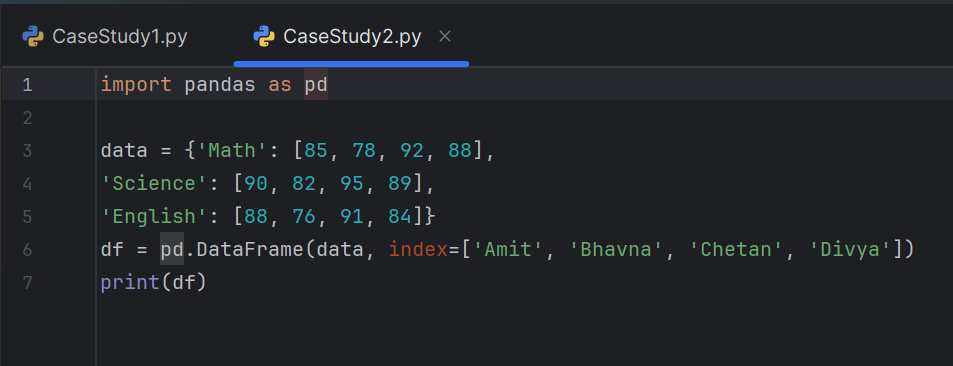 CaseStudy1.py CaseStudy2.py ×
1 import pandas as pd
2
3 data = {'Math': [85, 78, 92, 88],
4 'Science': [90, 82, 95, 89],
5 'English': [88, 76, 91, 84]}
6 df = pd.DataFrame(data, index=['Amit', 'Bhavna', 'Chetan', 'Divya'])
7 print(df)